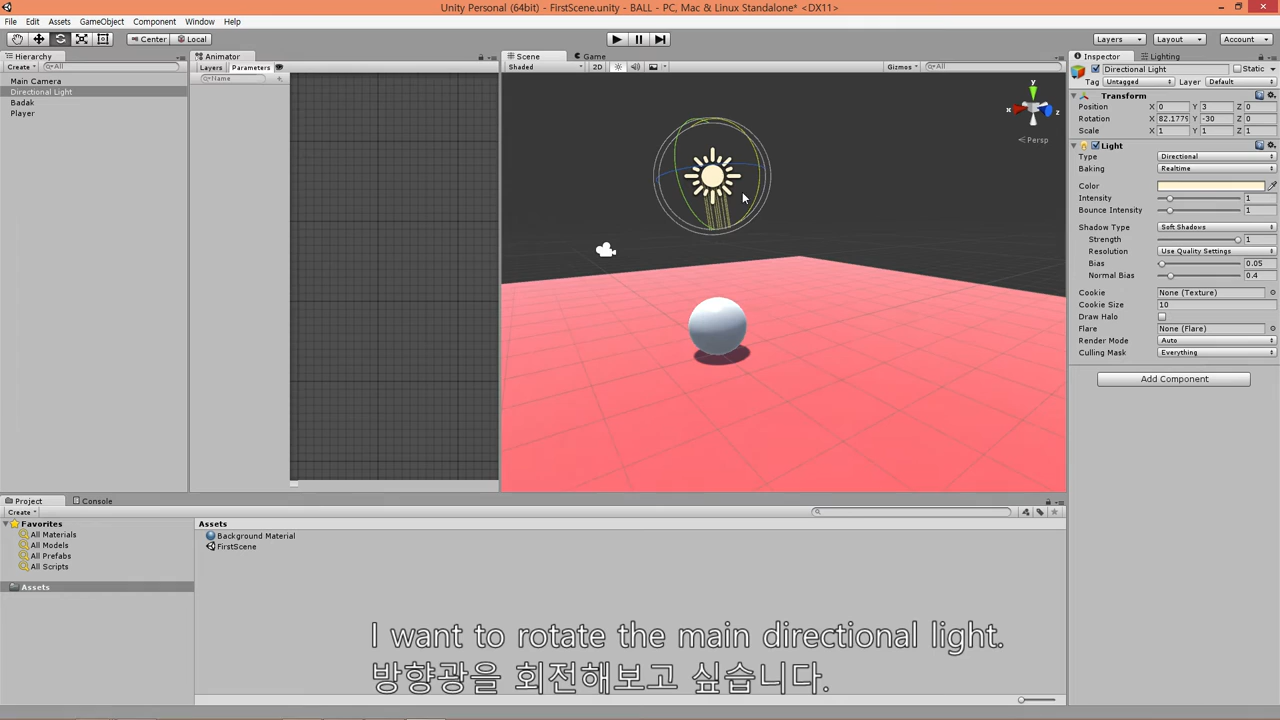 Unity Personal (64bit) - FirstScene.unity - BALL - PC, Mac & Linux Standalone* <DX11>
File Edit Assets GameObject Component Window Help
Center Local Layers Layout Account
Hierarchy
Create All
Main Camera
Directional Light
Badak
Player
Animator
Layers Parameters
Name
Scene Game
Shaded 2D Gizmos All
y
x z
Persp
Inspector Lighting
Directional Light Static
Tag Untagged Layer Default
Transform
Position X 0 Y 3 Z 0
Rotation X 82.1779 Y -30 Z 0
Scale X 1 Y 1 Z 1
Light
Type Directional
Baking Realtime
Color
Intensity 1
Bounce Intensity 1
Shadow Type Soft Shadows
Strength 1
Resolution Use Quality Settings
Bias 0.05
Normal Bias 0.4
Cookie None (Texture)
Cookie Size 10
Draw Halo
Flare None (Flare)
Render Mode Auto
Culling Mask Everything
Add Component
Project Console
Create
Favorites
All Materials
All Models
All Prefabs
All Scripts
Assets
Assets
Background Material
FirstScene
I want to rotate the main directional light.
방향광을 회전해보고 싶습니다.